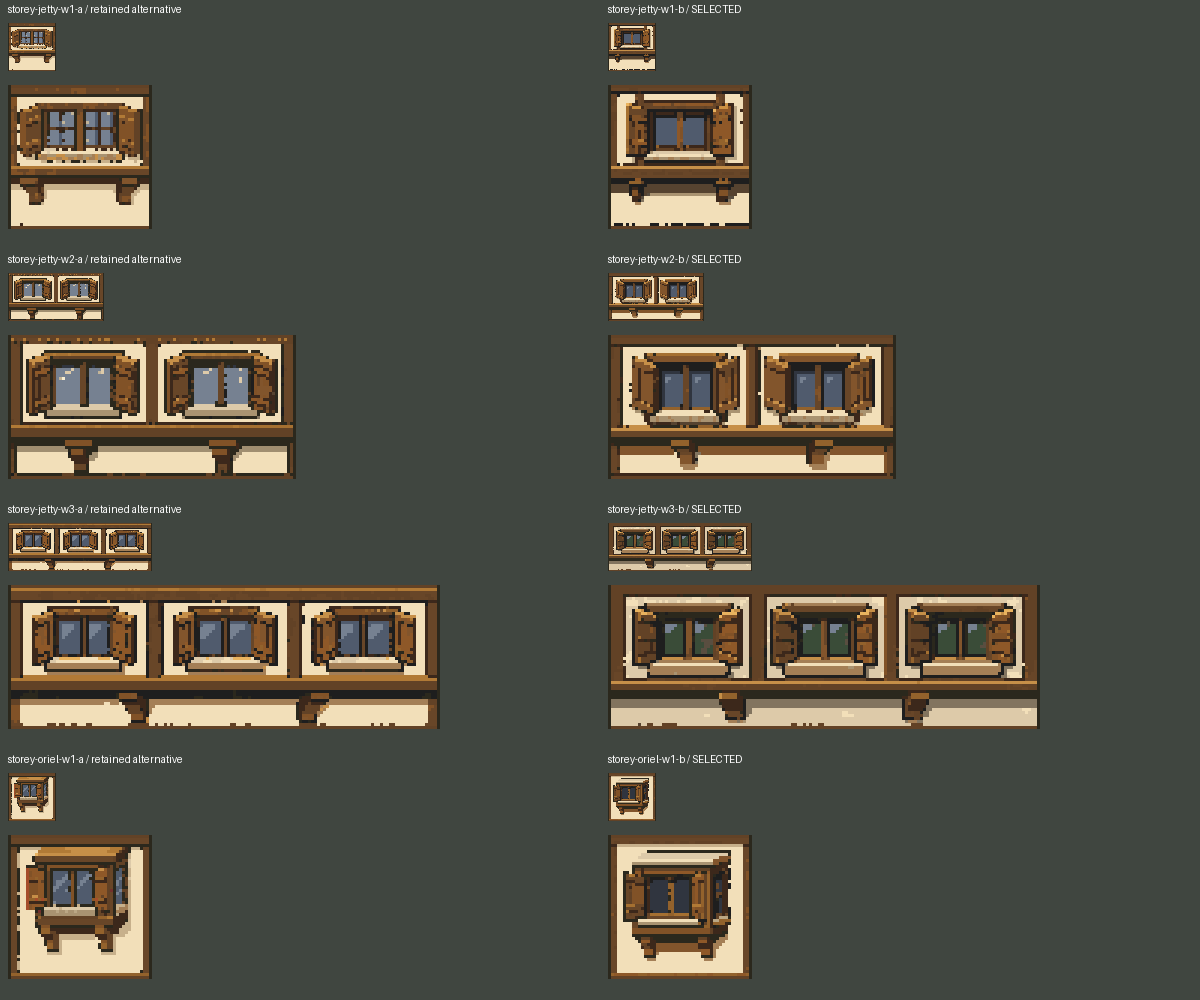 storey-jetty-w1-a / retained alternative
storey-jetty-w1-b / SELECTED
storey-jetty-w2-a / retained alternative
storey-jetty-w2-b / SELECTED
storey-jetty-w3-a / retained alternative
storey-jetty-w3-b / SELECTED
storey-oriel-w1-a / retained alternative
storey-oriel-w1-b / SELECTED